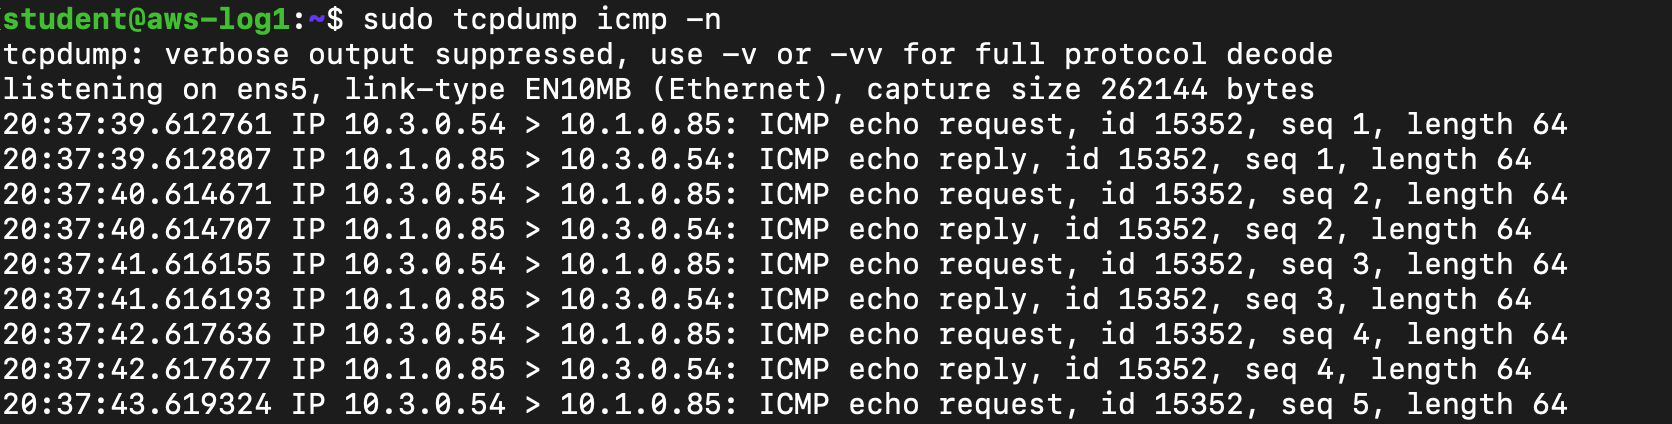 student@aws-log1:~$ sudo tcpdump icmp -n
tcpdump: verbose output suppressed, use -v or -vv for full protocol decode
listening on ens5, link-type EN10MB (Ethernet), capture size 262144 bytes
20:37:39.612761 IP 10.3.0.54 > 10.1.0.85: ICMP echo request, id 15352, seq 1, length 64
20:37:39.612807 IP 10.1.0.85 > 10.3.0.54: ICMP echo reply, id 15352, seq 1, length 64
20:37:40.614671 IP 10.3.0.54 > 10.1.0.85: ICMP echo request, id 15352, seq 2, length 64
20:37:40.614707 IP 10.1.0.85 > 10.3.0.54: ICMP echo reply, id 15352, seq 2, length 64
20:37:41.616155 IP 10.3.0.54 > 10.1.0.85: ICMP echo request, id 15352, seq 3, length 64
20:37:41.616193 IP 10.1.0.85 > 10.3.0.54: ICMP echo reply, id 15352, seq 3, length 64
20:37:42.617636 IP 10.3.0.54 > 10.1.0.85: ICMP echo request, id 15352, seq 4, length 64
20:37:42.617677 IP 10.1.0.85 > 10.3.0.54: ICMP echo reply, id 15352, seq 4, length 64
20:37:43.619324 IP 10.3.0.54 > 10.1.0.85: ICMP echo request, id 15352, seq 5, length 64